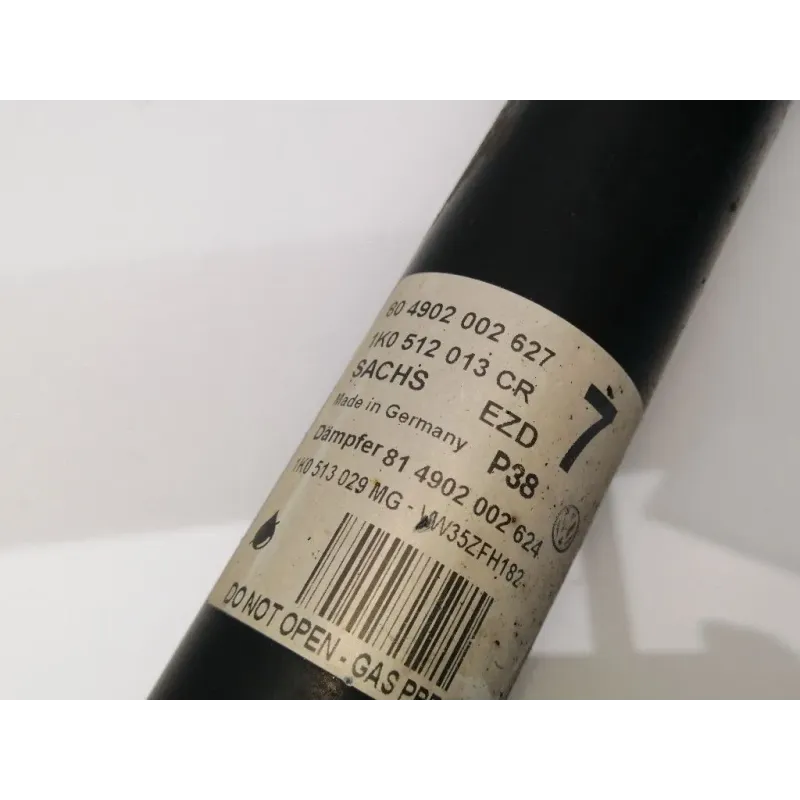 80 4902 002 627
1K0 512 013 CR
SACHS EZD 7
Made in Germany P38
Dämpfer 81 4902 002 624
1K0 513 029 MG - VW35ZFH182-
DO NOT OPEN - GAS